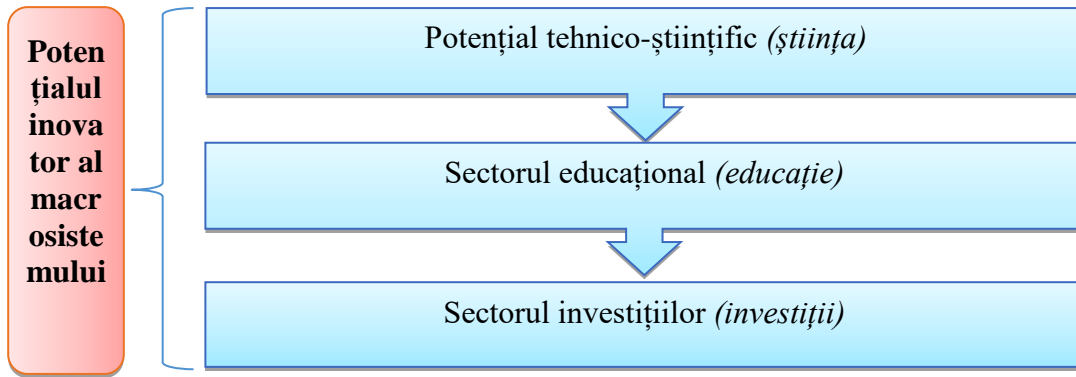 Poten
țialul
inova
tor al
macr
osiste
mului
Potențial tehnico-științific (știința)
Sectorul educațional (educație)
Sectorul investițiilor (investiții)